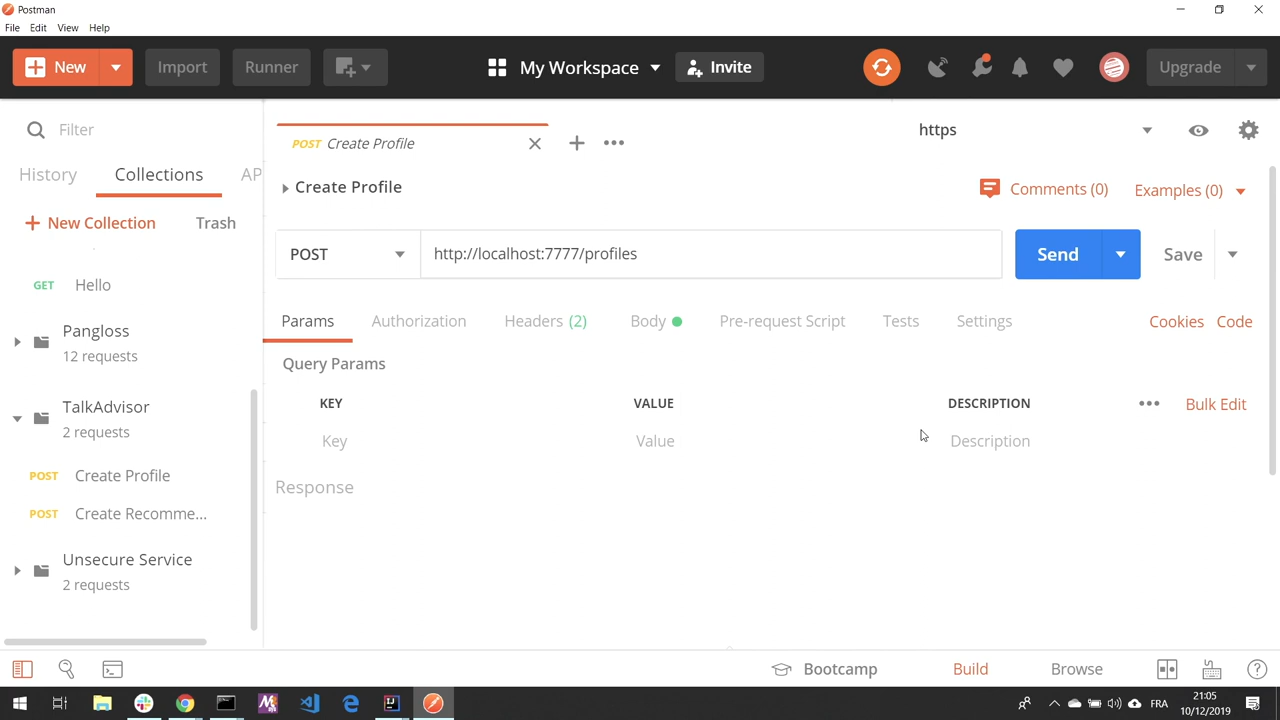 Postman
File Edit View Help
New Import Runner My Workspace Invite Upgrade
Filter
History Collections AP
New Collection Trash
GET Hello
Pangloss
12 requests
TalkAdvisor
2 requests
POST Create Profile
POST Create Recomme...
Unsecure Service
2 requests
POST Create Profile
https
Create Profile
Comments (0) Examples (0)
POST http://localhost:7777/profiles Send Save
Params Authorization Headers (2) Body Pre-request Script Tests Settings Cookies Code
Query Params
KEY VALUE DESCRIPTION ••• Bulk Edit
Key Value Description
Response
Bootcamp Build Browse
FRA 21:05
10/12/2019